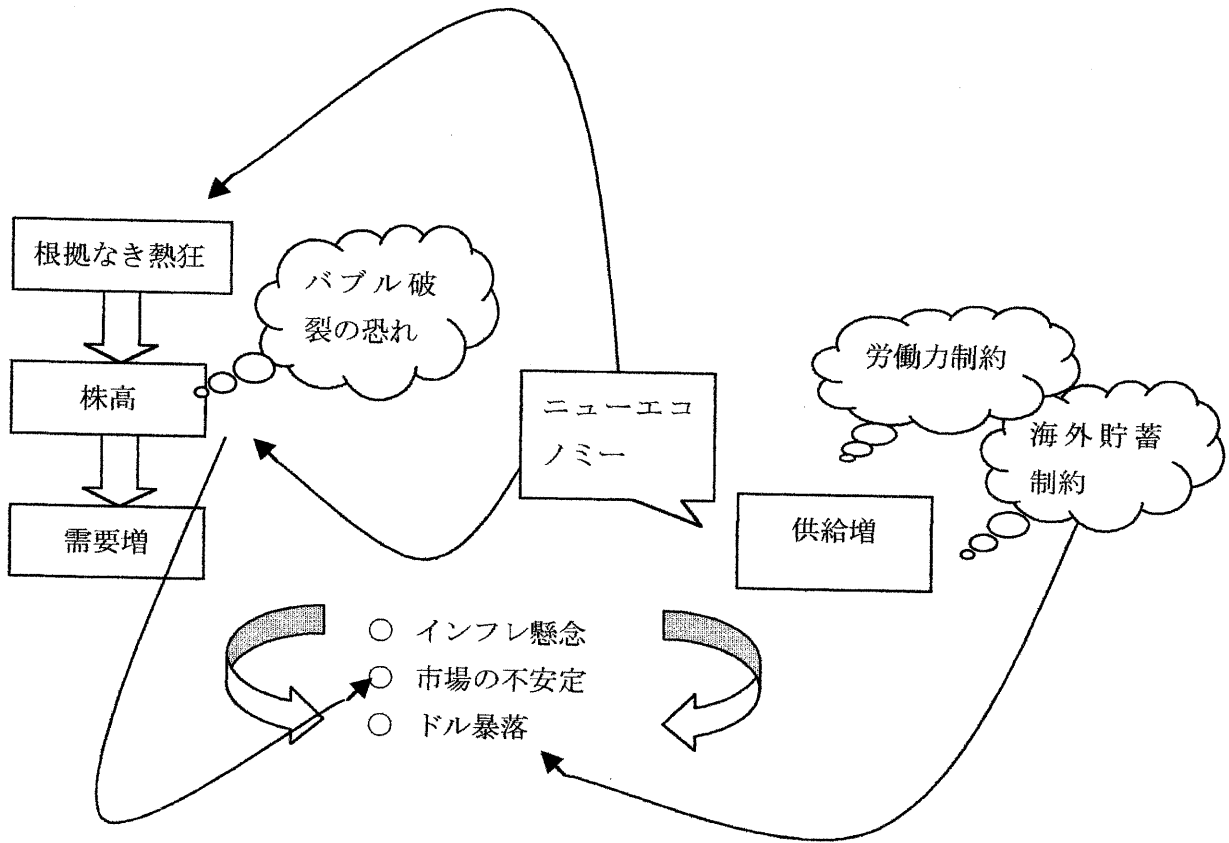 根拠なき熱狂
バブル破
裂の恐れ
株高
需要増
ニューエコ
ノミー
労働力制約
海外貯蓄
制約
供給増
○ インフレ懸念
○ 市場の不安定
○ ドル暴落